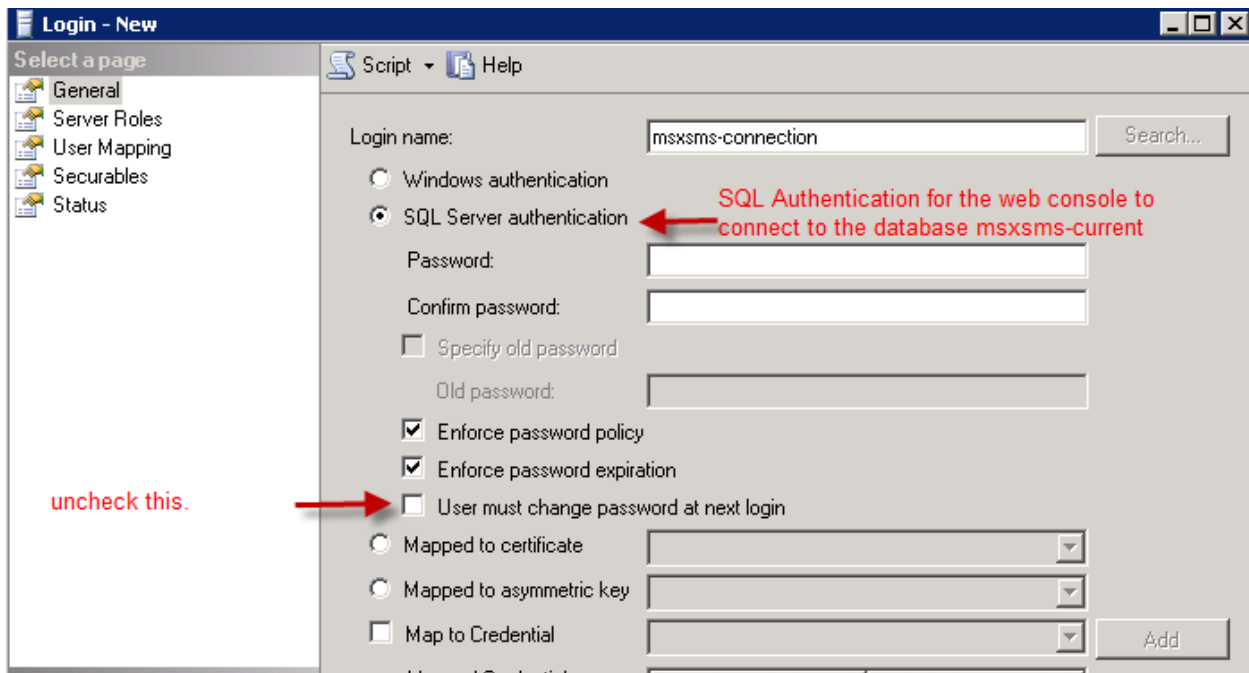 Login - New
Select a page
General
Server Roles
User Mapping
Securables
Status
Script Help
Login name: msxsms-connection Search...
Windows authentication
SQL Server authentication
SQL Authentication for the web console to
connect to the database msxsms-current
Password:
Confirm password:
Specify old password
Old password:
Enforce password policy
Enforce password expiration
uncheck this.
User must change password at next login
Mapped to certificate
Mapped to asymmetric key
Map to Credential Add